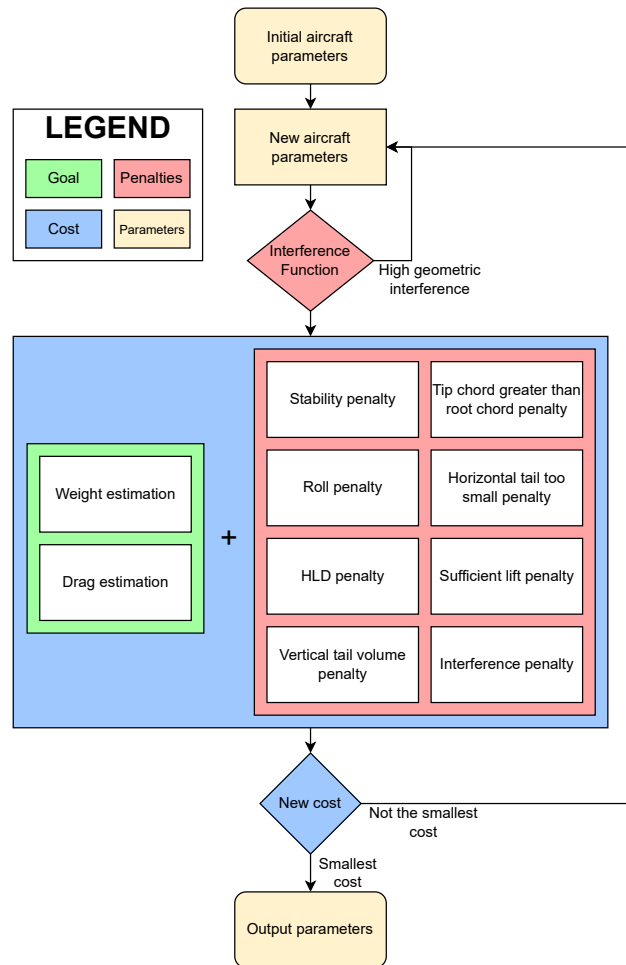 Initial aircraft
parameters
LEGEND
Goal
Penalties
Cost
Parameters
New aircraft
parameters
Interference
Function
High geometric
interference
Weight estimation
Drag estimation
+
Stability penalty
Tip chord greater than
root chord penalty
Roll penalty
Horizontal tail too
small penalty
HLD penalty
Sufficient lift penalty
Vertical tail volume
penalty
Interference penalty
New cost
Not the smallest
cost
Smallest
cost
Output parameters